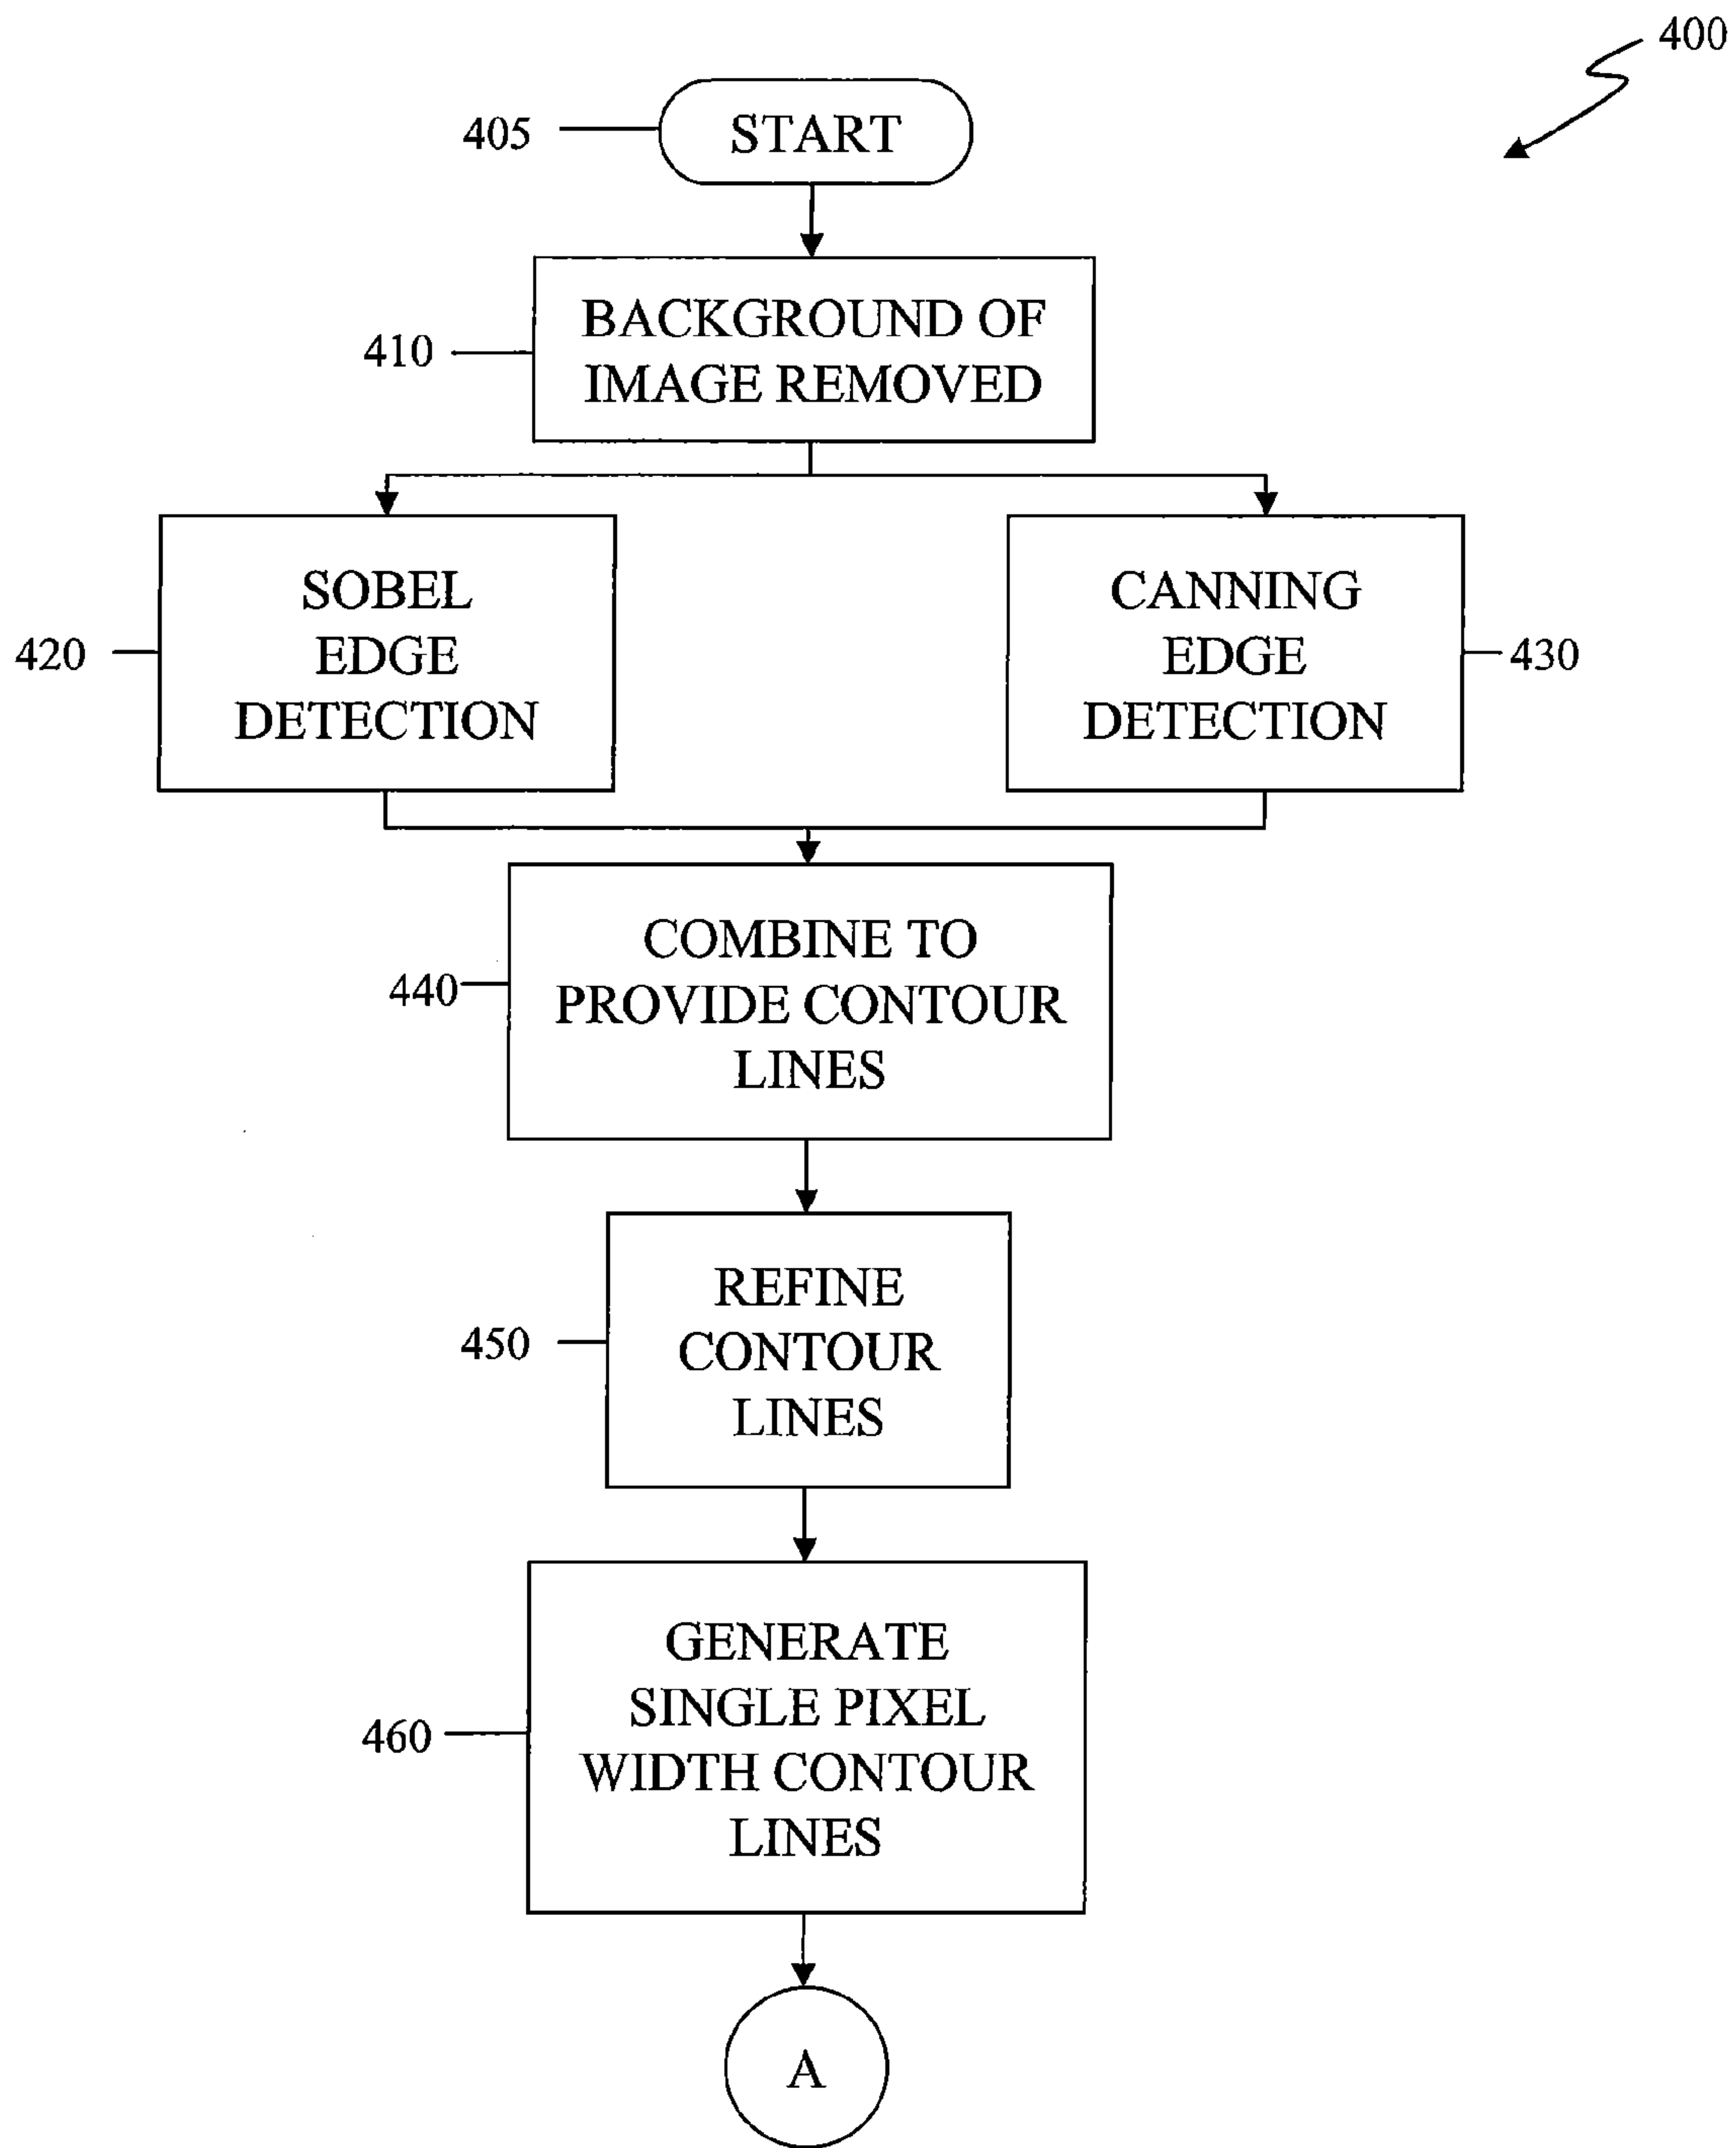 400
405
START
410
BACKGROUND OF
IMAGE REMOVED
420
SOBEL
EDGE
DETECTION
CANNING
EDGE
DETECTION
430
440
COMBINE TO
PROVIDE CONTOUR
LINES
450
REFINE
CONTOUR
LINES
460
GENERATE
SINGLE PIXEL
WIDTH CONTOUR
LINES
A